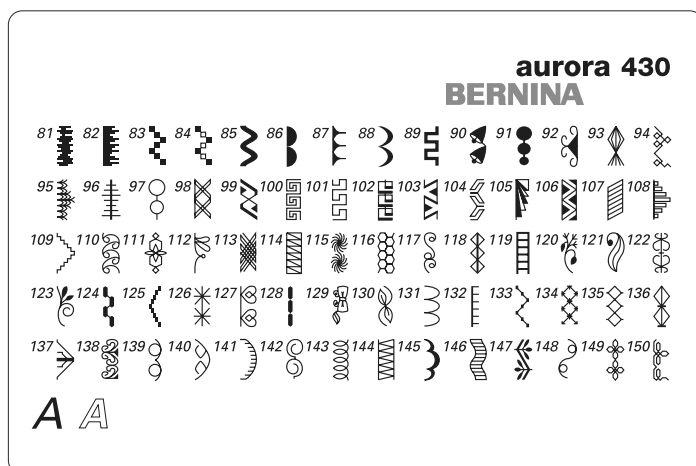 aurora 430
BERNINA
81 82 83 84 85 86 87 88 89 90 91 92 93 94
95 96 97 98 99 100 101 102 103 104 105 106 107 108
109 110 111 112 113 114 115 116 117 118 119 120 121 122
123 124 125 126 127 128 129 130 131 132 133 134 135 136
137 138 139 140 141 142 143 144 145 146 147 148 149 150
A A